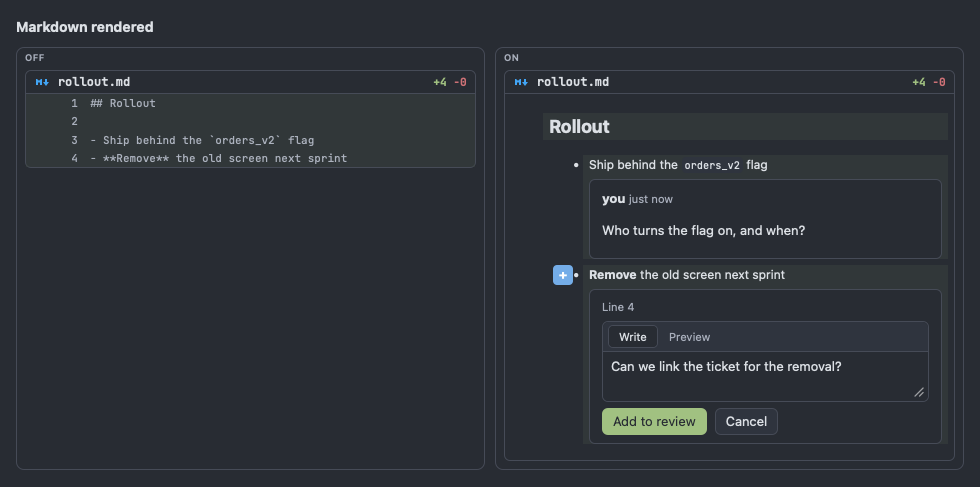 Markdown rendered
OFF
M↓ rollout.md +4 -0
1 ## Rollout
2
3 - Ship behind the `orders_v2` flag
4 - **Remove** the old screen next sprint
ON
M↓ rollout.md +4 -0
Rollout
• Ship behind the orders_v2 flag
you just now
Who turns the flag on, and when?
+ • Remove the old screen next sprint
Line 4
Write Preview
Can we link the ticket for the removal?
Add to review Cancel